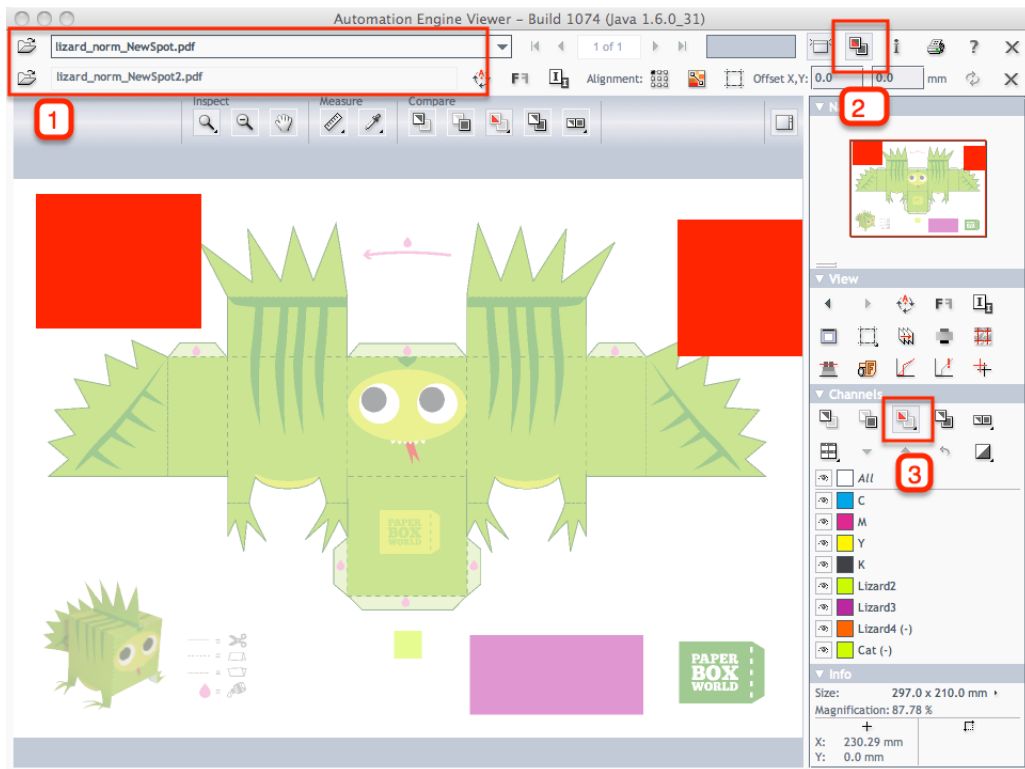 Automation Engine Viewer – Build 1074 (Java 1.6.0_31)
lizard_norm_NewSpot.pdf
1 of 1
lizard_norm_NewSpot2.pdf
Alignment:
Offset X,Y: 0.0 0.0 mm
1
2
Inspect
Measure
Compare
N
View
Channels
3
All
C
M
Y
K
Lizard2
Lizard3
Lizard4 (-)
Cat (-)
Info
Size: 297.0 x 210.0 mm
Magnification: 87.78 %
X: 230.29 mm
Y: 0.0 mm
PAPER
BOX
WORLD
PAPER
BOX
WORLD